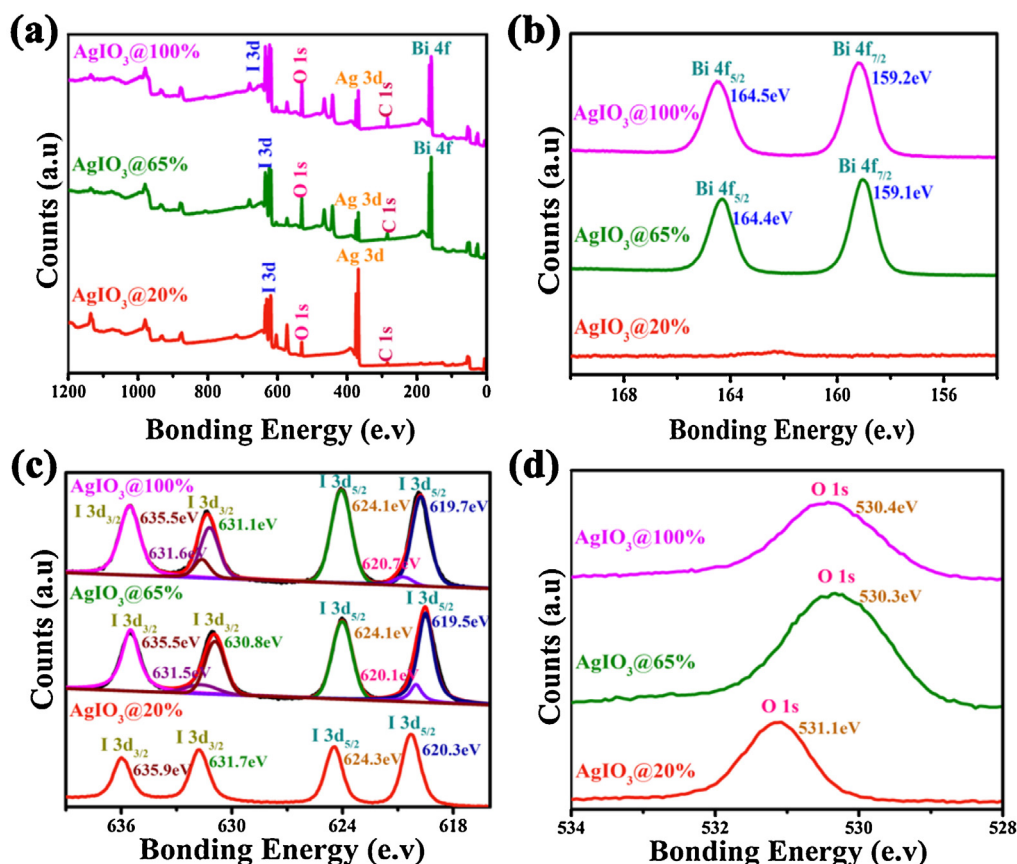 (a)
AgIO3@100%
I 3d
O 1s
Ag 3d
C 1s
Bi 4f
AgIO3@65%
I 3d
O 1s
Ag 3d
C 1s
Bi 4f
AgIO3@20%
I 3d
O 1s
Ag 3d
C 1s
Counts (a.u)
1200 1000 800 600 400 200 0
Bonding Energy (e.v)
(b)
Bi 4f5/2
164.5eV
Bi 4f7/2
159.2eV
AgIO3@100%
Bi 4f5/2
164.4eV
Bi 4f7/2
159.1eV
AgIO3@65%
AgIO3@20%
Counts (a.u)
168 164 160 156
Bonding Energy (e.v)
(c)
AgIO3@100%
I 3d3/2
635.5eV
I 3d3/2
631.1eV
631.6eV
I 3d5/2
624.1eV
I 3d5/2
619.7eV
620.7eV
AgIO3@65%
I 3d3/2
635.5eV
I 3d3/2
630.8eV
631.5eV
I 3d5/2
624.1eV
I 3d5/2
619.5eV
620.1eV
AgIO3@20%
I 3d3/2
635.9eV
I 3d3/2
631.7eV
I 3d5/2
624.3eV
I 3d5/2
620.3eV
Counts (a.u)
636 630 624 618
Bonding Energy (e.v)
(d)
O 1s
530.4eV
AgIO3@100%
O 1s
530.3eV
AgIO3@65%
O 1s
531.1eV
AgIO3@20%
Counts (a.u)
534 532 530 528
Bonding Energy (e.v)